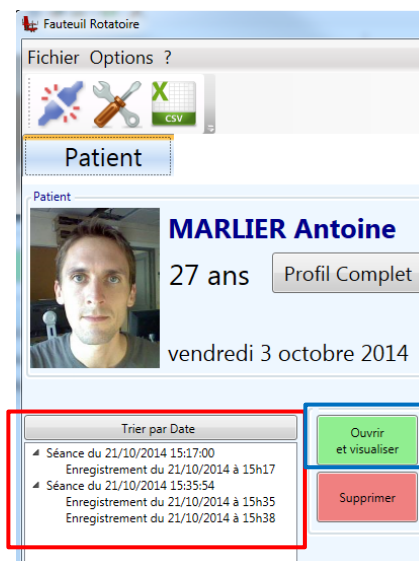 Fauteuil Rotatoire
Fichier Options ?
CSV
Patient
Patient
MARLIER Antoine
27 ans
Profil Complet
vendredi 3 octobre 2014
Trier par Date
Séance du 21/10/2014 15:17:00
Enregistrement du 21/10/2014 à 15h17
Séance du 21/10/2014 15:35:54
Enregistrement du 21/10/2014 à 15h35
Enregistrement du 21/10/2014 à 15h38
Ouvrir
et visualiser
Supprimer